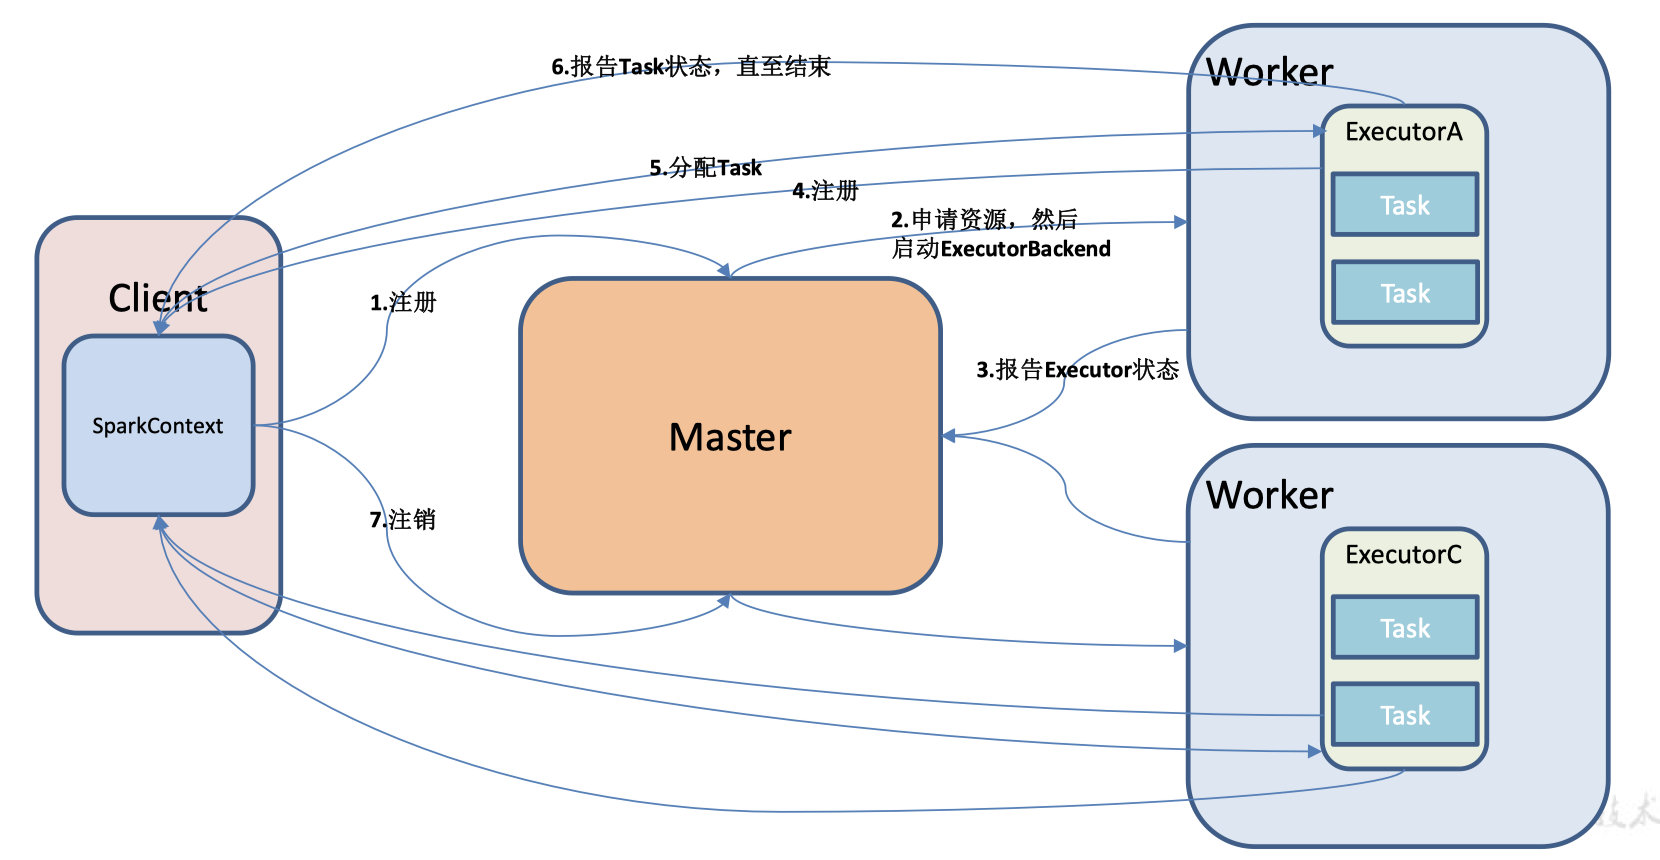 6.报告Task状态，直至结束
Worker
ExecutorA
5.分配Task
4.注册
Task
2.申请资源，然后
启动ExecutorBackend
Client
1.注册
Task
3.报告Executor状态
SparkContext
Master
Worker
7.注销
ExecutorC
Task
Task
技术